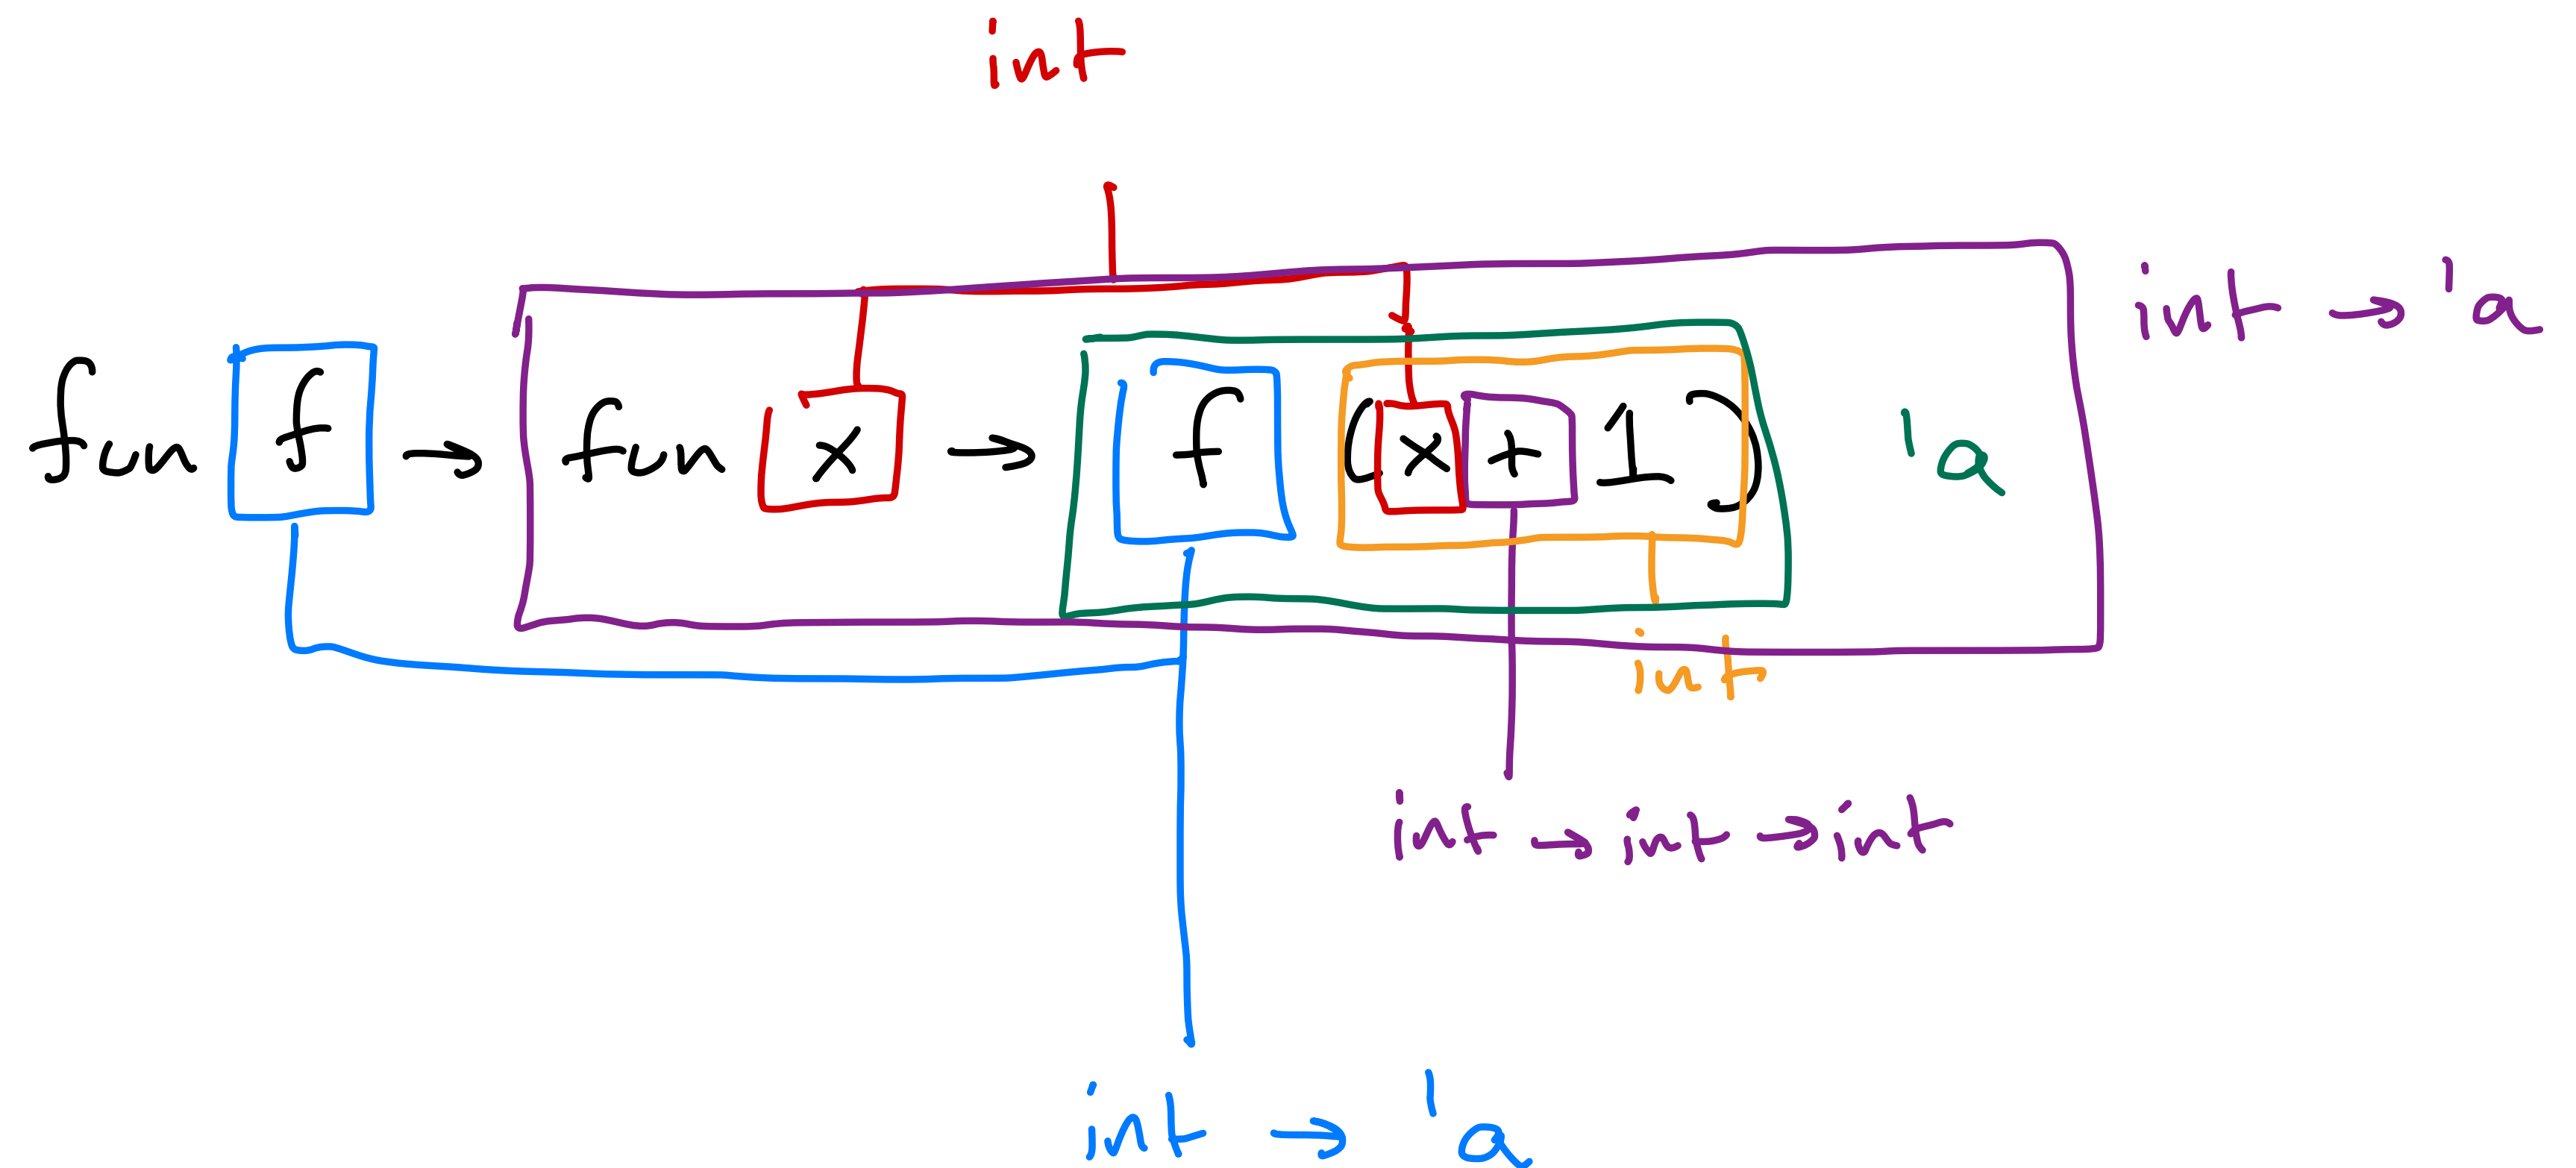 int
int → 'a
fun f → fun x → f (x + 1) 'a
int
int → int → int
int → 'a